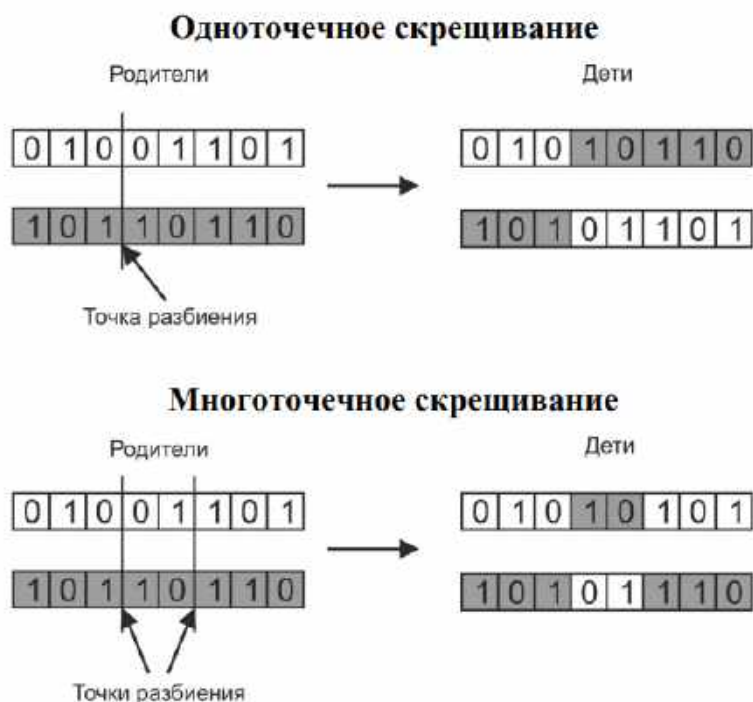 Одноточечное скрещивание
Родители Дети
0 1 0 0 1 1 0 1 0 1 0 1 0 1 1 0
1 0 1 1 0 1 1 0 1 0 1 0 1 1 0 1
Точка разбиения
Многоточечное скрещивание
Родители Дети
0 1 0 0 1 1 0 1 0 1 0 1 0 1 0 1
1 0 1 1 0 1 1 0 1 0 1 0 1 1 1 0
Точки разбиения